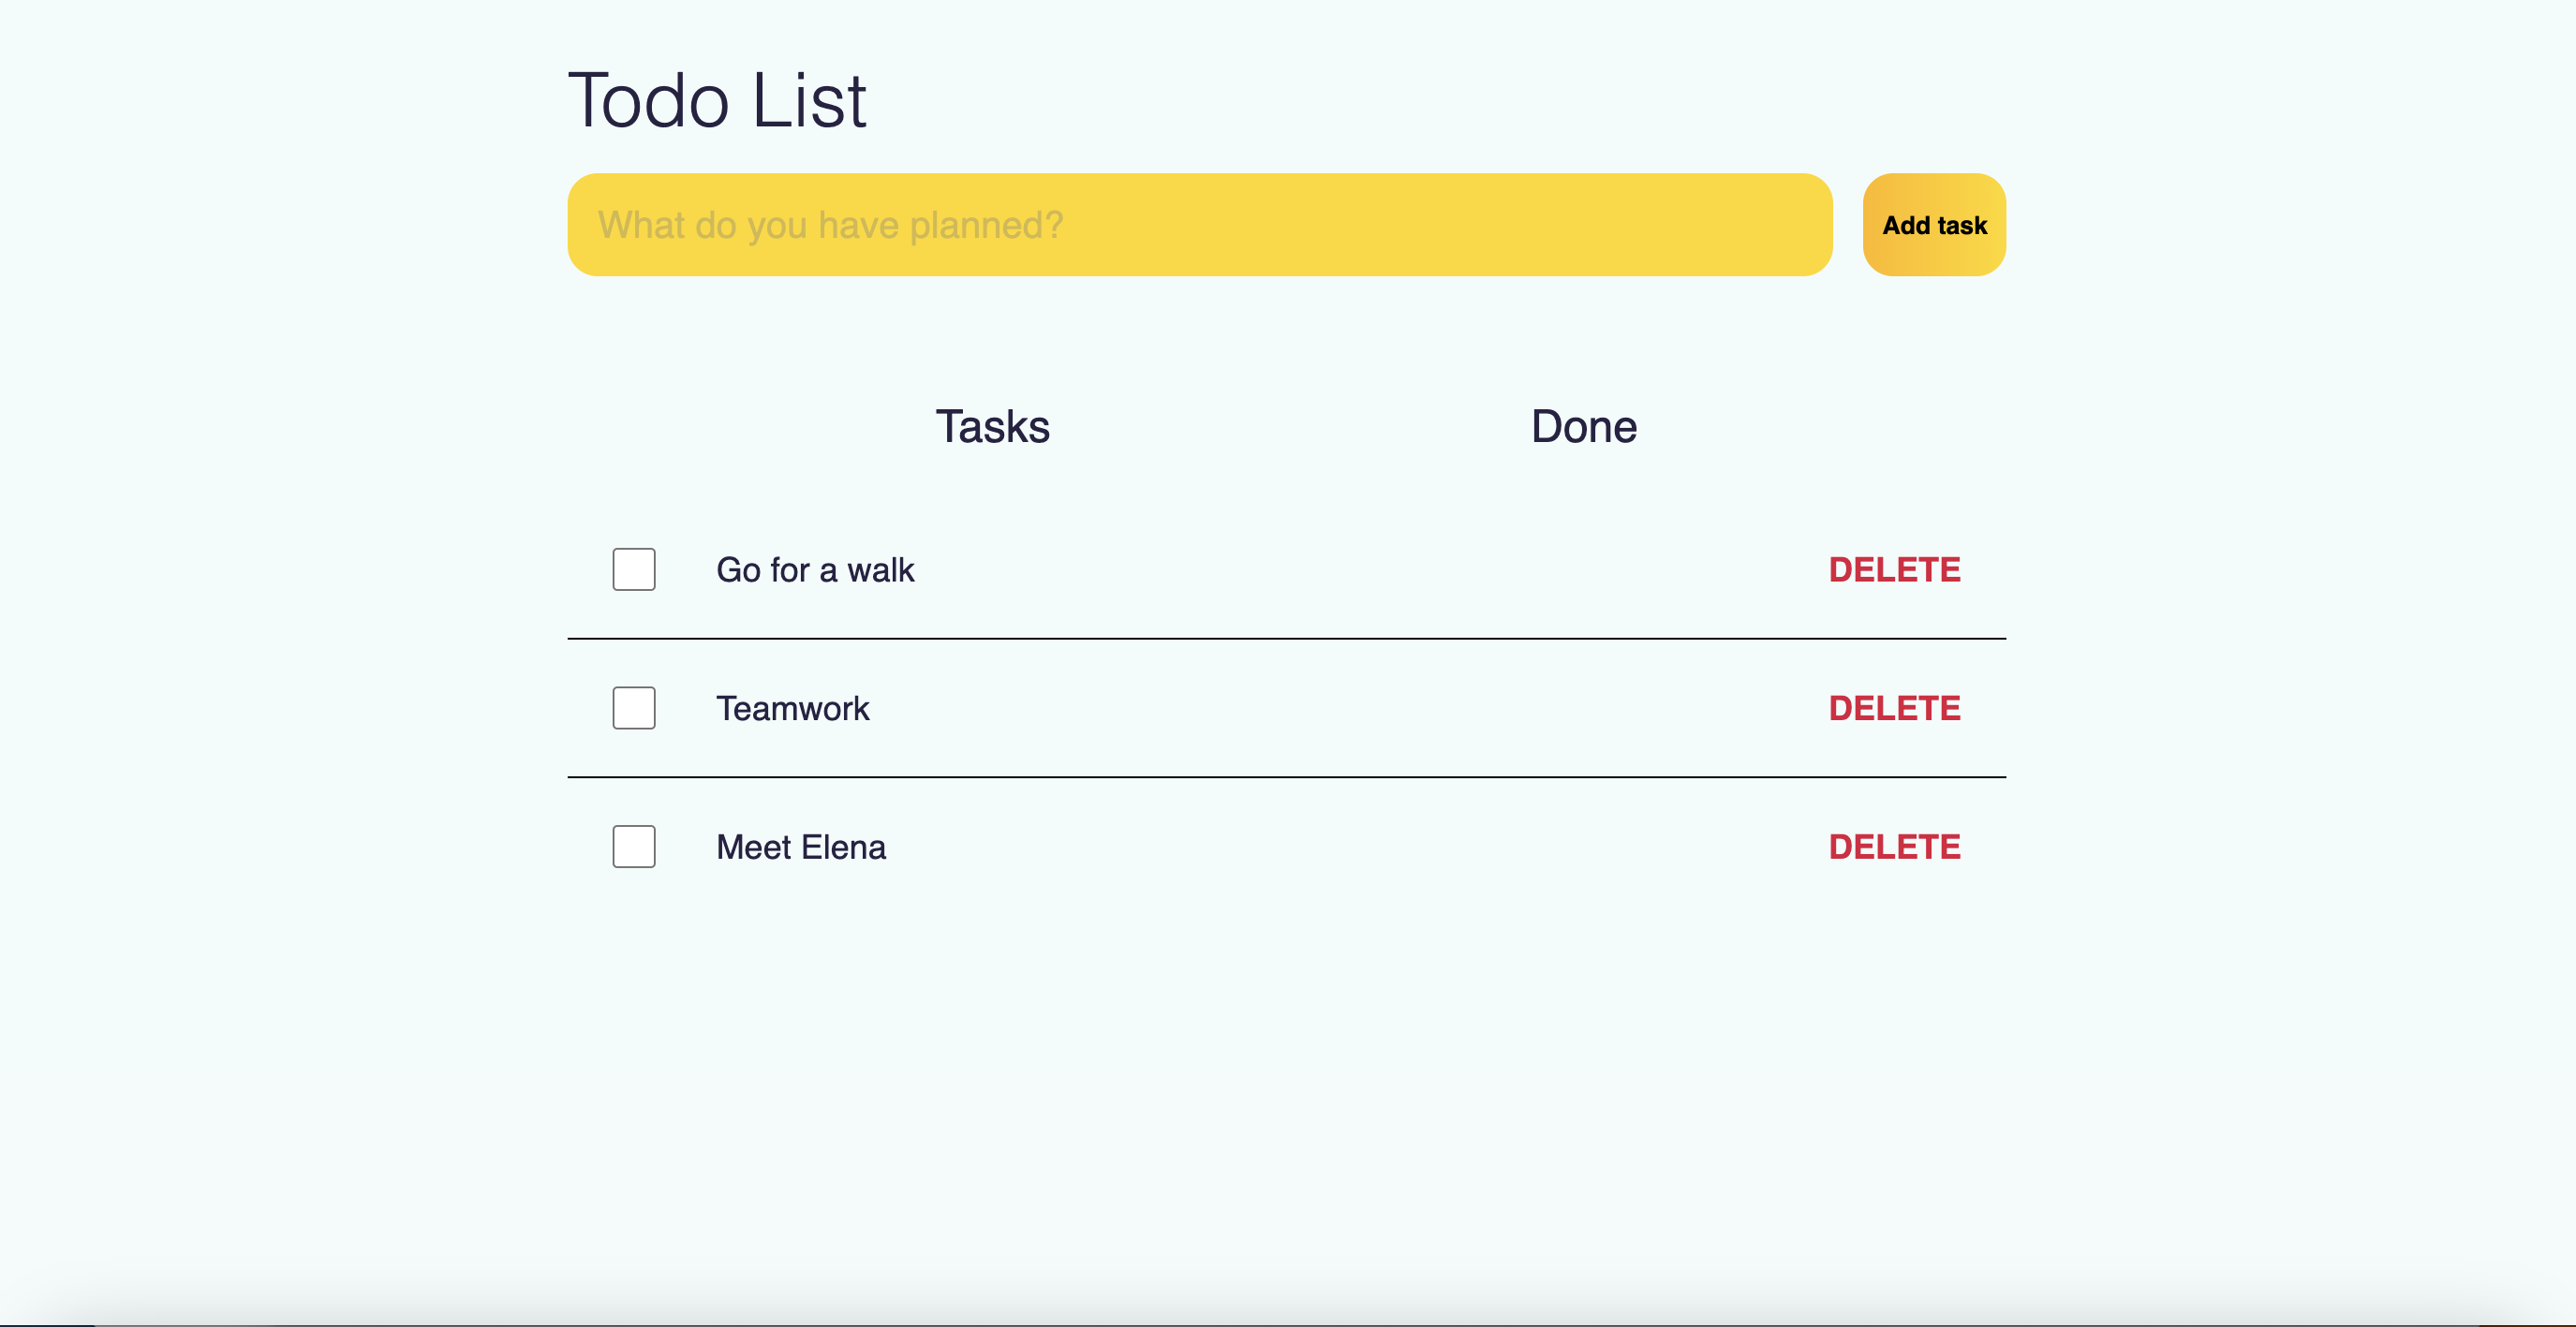 Todo List
What do you have planned?
Add task
Tasks
Done
Go for a walk
DELETE
Teamwork
DELETE
Meet Elena
DELETE